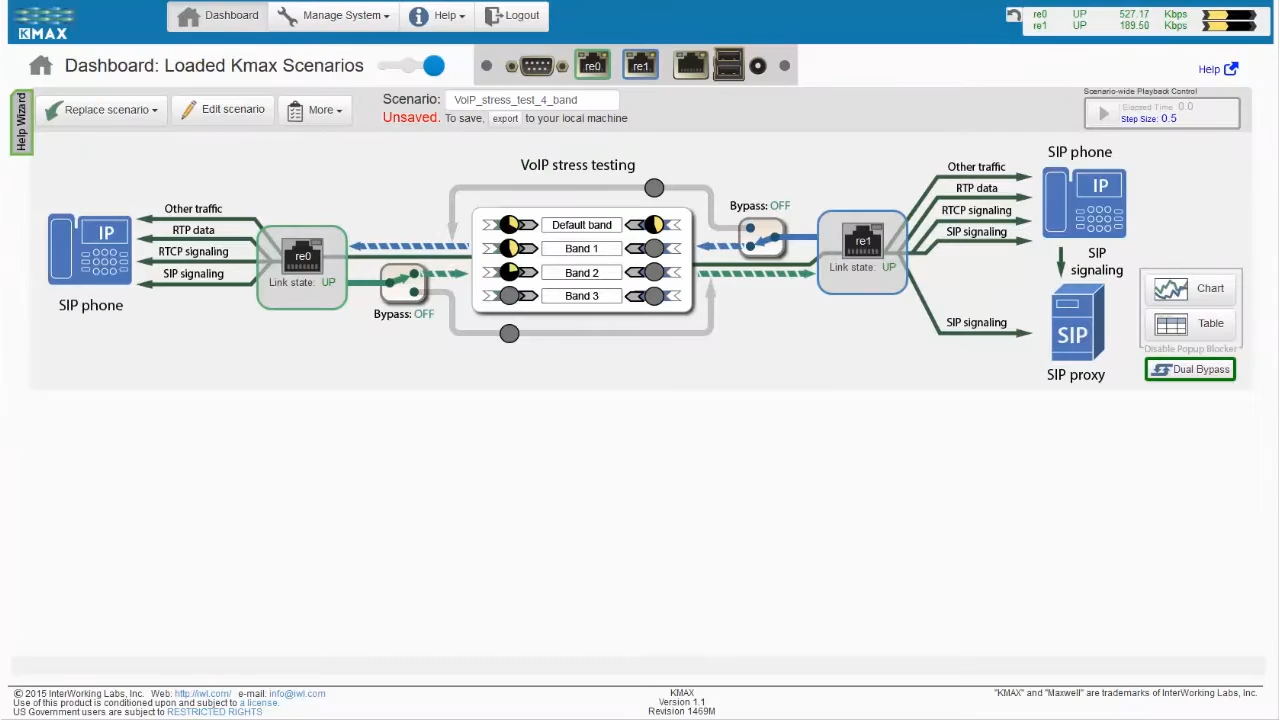 KMAX
Dashboard
Manage System
Help
Logout
re0 UP 527.17 Kbps
re1 UP 189.50 Kbps
Dashboard: Loaded Kmax Scenarios
re0
re1
Help
Help Wizard
Replace scenario
Edit scenario
More
Scenario: VoIP_stress_test_4_band
Unsaved. To save, export to your local machine
Scenario-wide Playback Control
Elapsed Time 0.0
Step Size: 0.5
VoIP stress testing
SIP phone
IP
Other traffic
RTP data
RTCP signaling
SIP signaling
IP
SIP phone
Other traffic
RTP data
RTCP signaling
SIP signaling
re0
Link state: UP
Bypass: OFF
Default band
Band 1
Band 2
Band 3
Bypass: OFF
re1
Link state: UP
SIP signaling
SIP
signaling
SIP
SIP proxy
Chart
Table
Disable Popup Blocker
Dual Bypass
© 2015 InterWorking Labs, Inc. Web: http://iwl.com/ e-mail: info@iwl.com
Use of this product is conditioned upon and subject to a license.
US Government users are subject to RESTRICTED RIGHTS
KMAX
Version 1.1
Revision 1469M
"KMAX" and "Maxwell" are trademarks of InterWorking Labs, Inc.